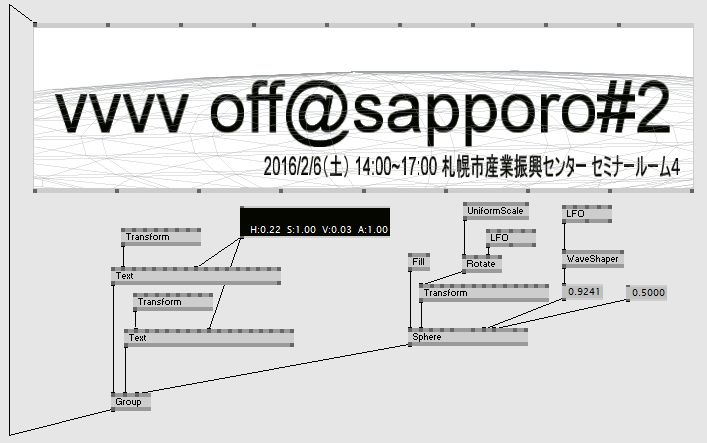 vvvv off@sapporo#2
2016/2/6(土) 14:00~17:00 札幌市産業振興センター セミナールーム4
H:0.22 S:1.00 V:0.03 A:1.00
UniformScale
LFO
Transform
LFO
Text
Fill
Rotate
WaveShaper
Transform
Transform
0.9241
0.5000
Text
Sphere
Group